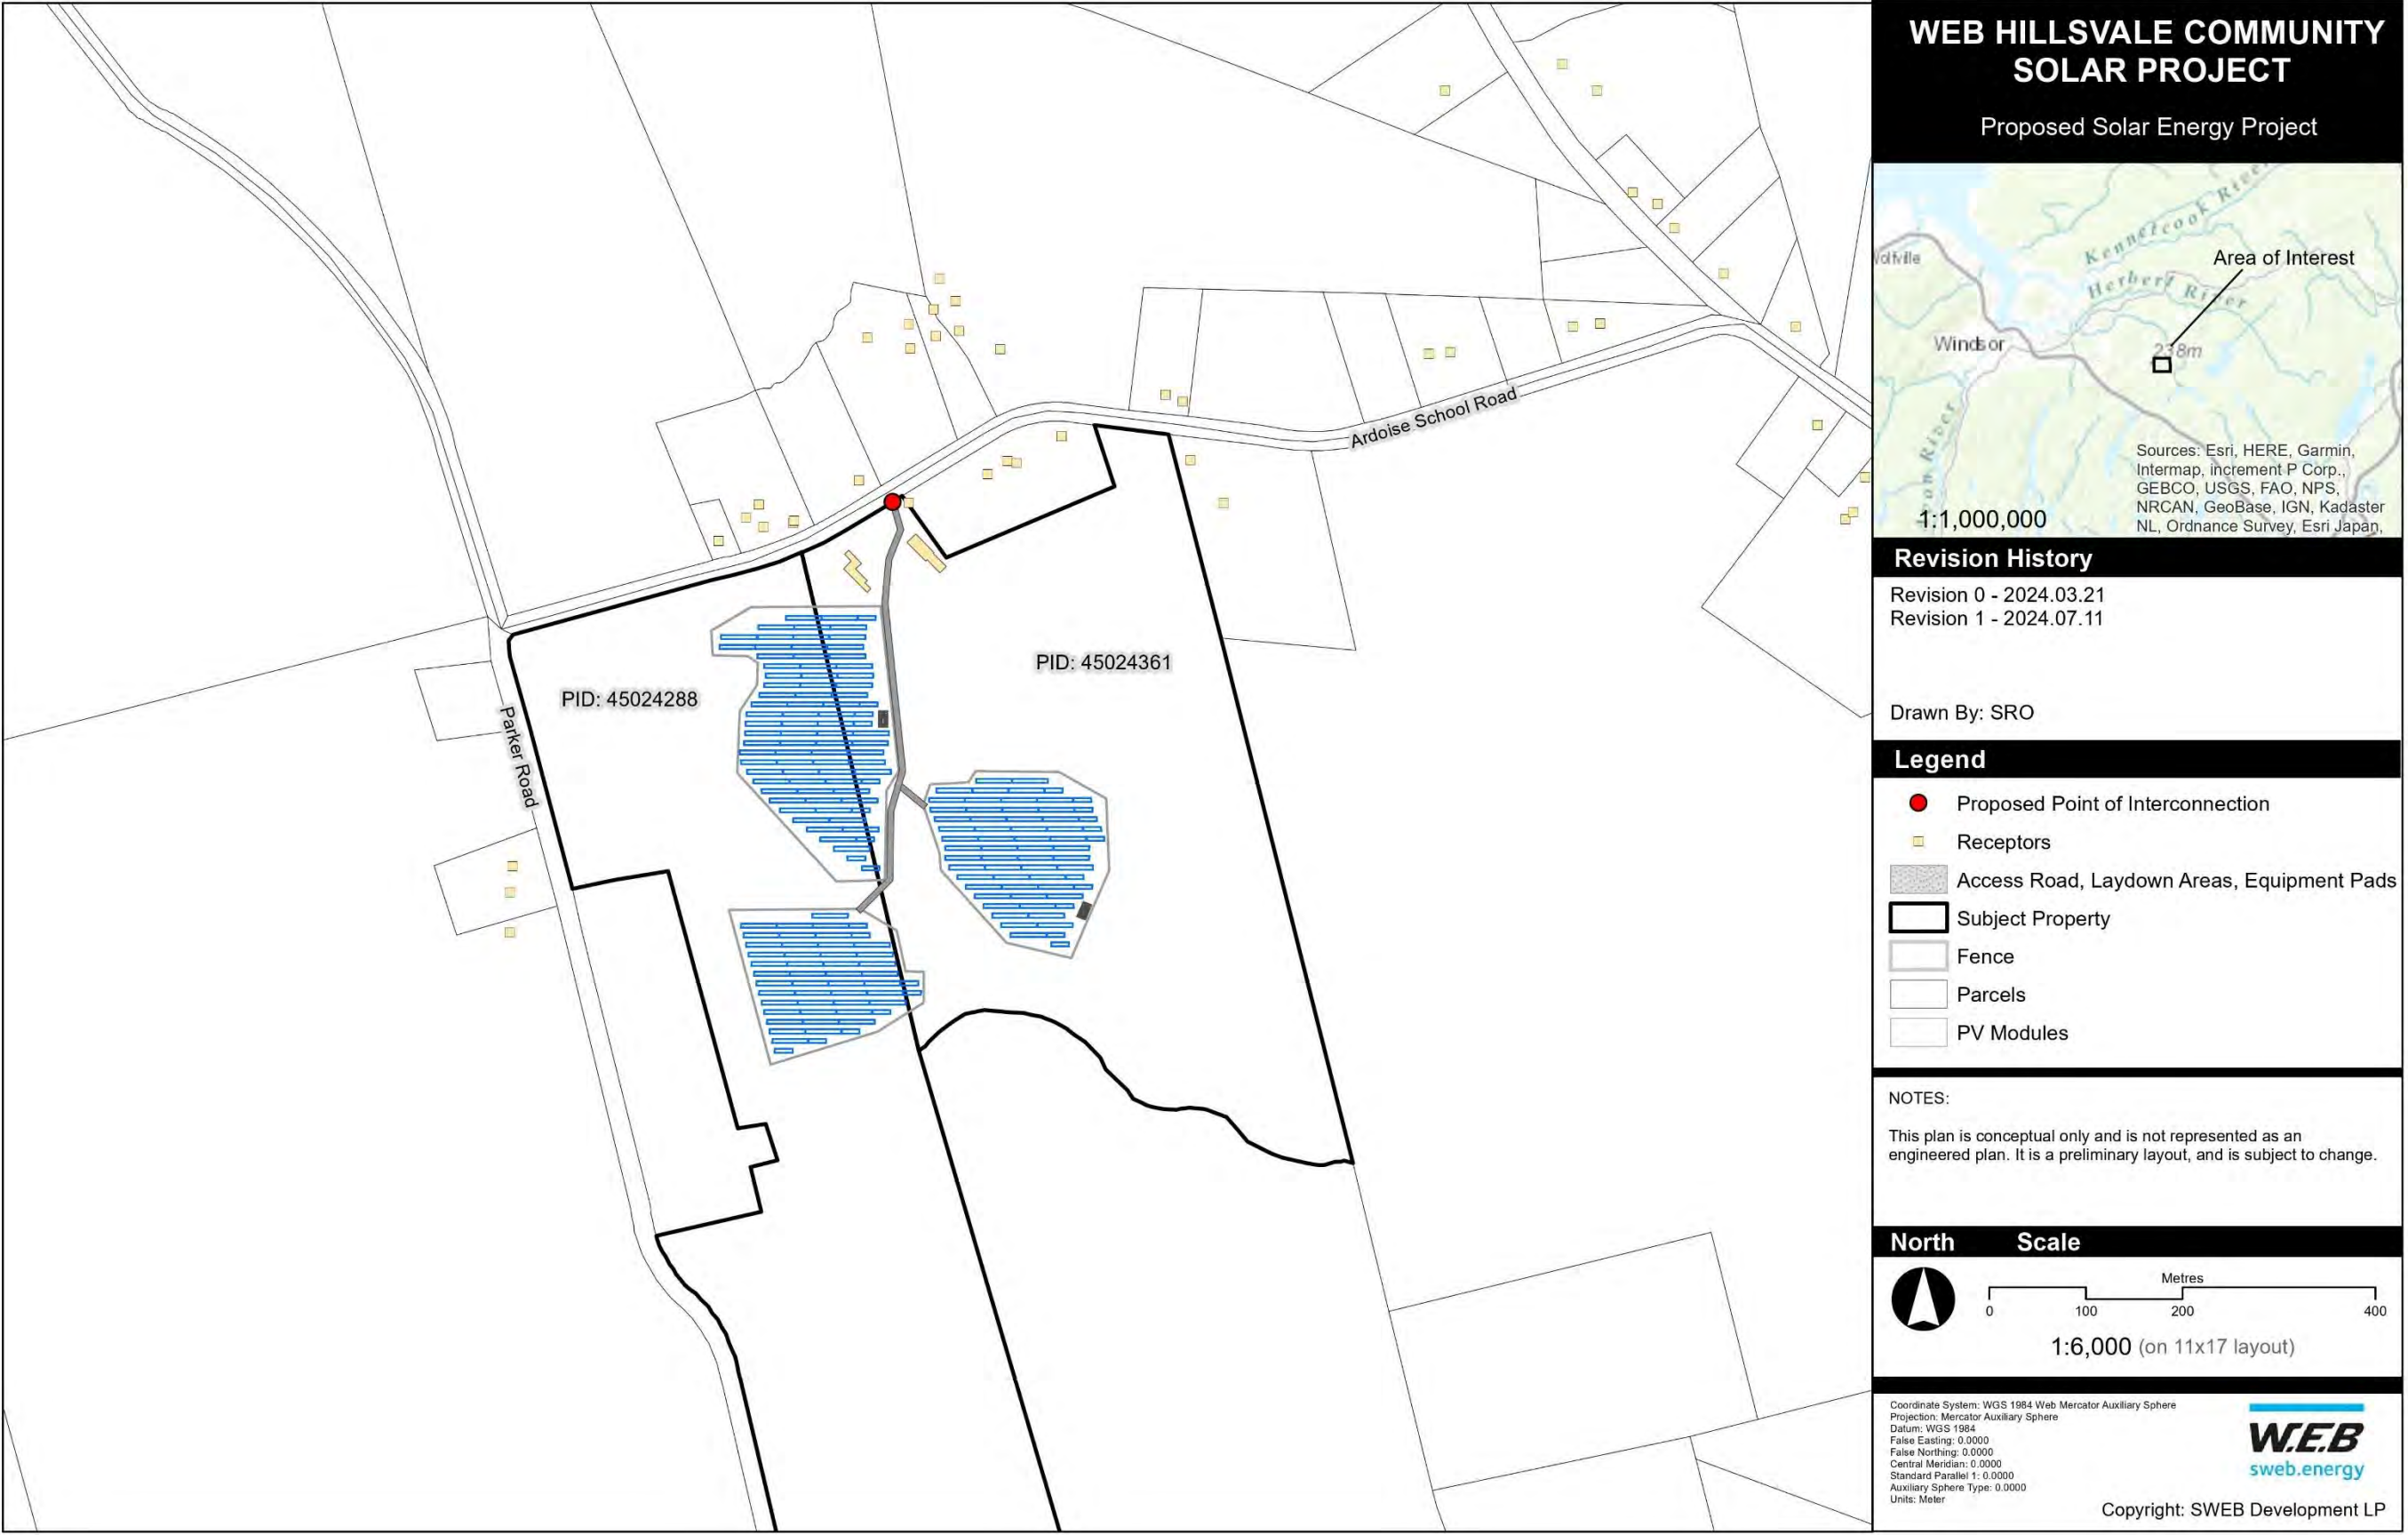 Ardoise School Road
PID: 45024361
PID: 45024288
Parker Road
WEB HILLSVALE COMMUNITY
SOLAR PROJECT
Proposed Solar Energy Project
Kennetcook River
Area of Interest
Herbert River
Windsor
238m
Sources: Esri, HERE, Garmin,
Intermap, increment P Corp.,
GEBCO, USGS, FAO, NPS,
NRCAN, GeoBase, IGN, Kadaster
NL, Ordnance Survey, Esri Japan,
1:1,000,000
Revision History
Revision 0 - 2024.03.21
Revision 1 - 2024.07.11
Drawn By: SRO
Legend
Proposed Point of Interconnection
Receptors
Access Road, Laydown Areas, Equipment Pads
Subject Property
Fence
Parcels
PV Modules
NOTES:
This plan is conceptual only and is not represented as an
engineered plan. It is a preliminary layout, and is subject to change.
North Scale
Metres
0 100 200 400
1:6,000 (on 11x17 layout)
Coordinate System: WGS 1984 Web Mercator Auxiliary Sphere
Projection: Mercator Auxiliary Sphere
Datum: WGS 1984
False Easting: 0.0000
False Northing: 0.0000
Central Meridian: 0.0000
Standard Parallel 1: 0.0000
Auxiliary Sphere Type: 0.0000
Units: Meter
W.E.B
sweb.energy
Copyright: SWEB Development LP